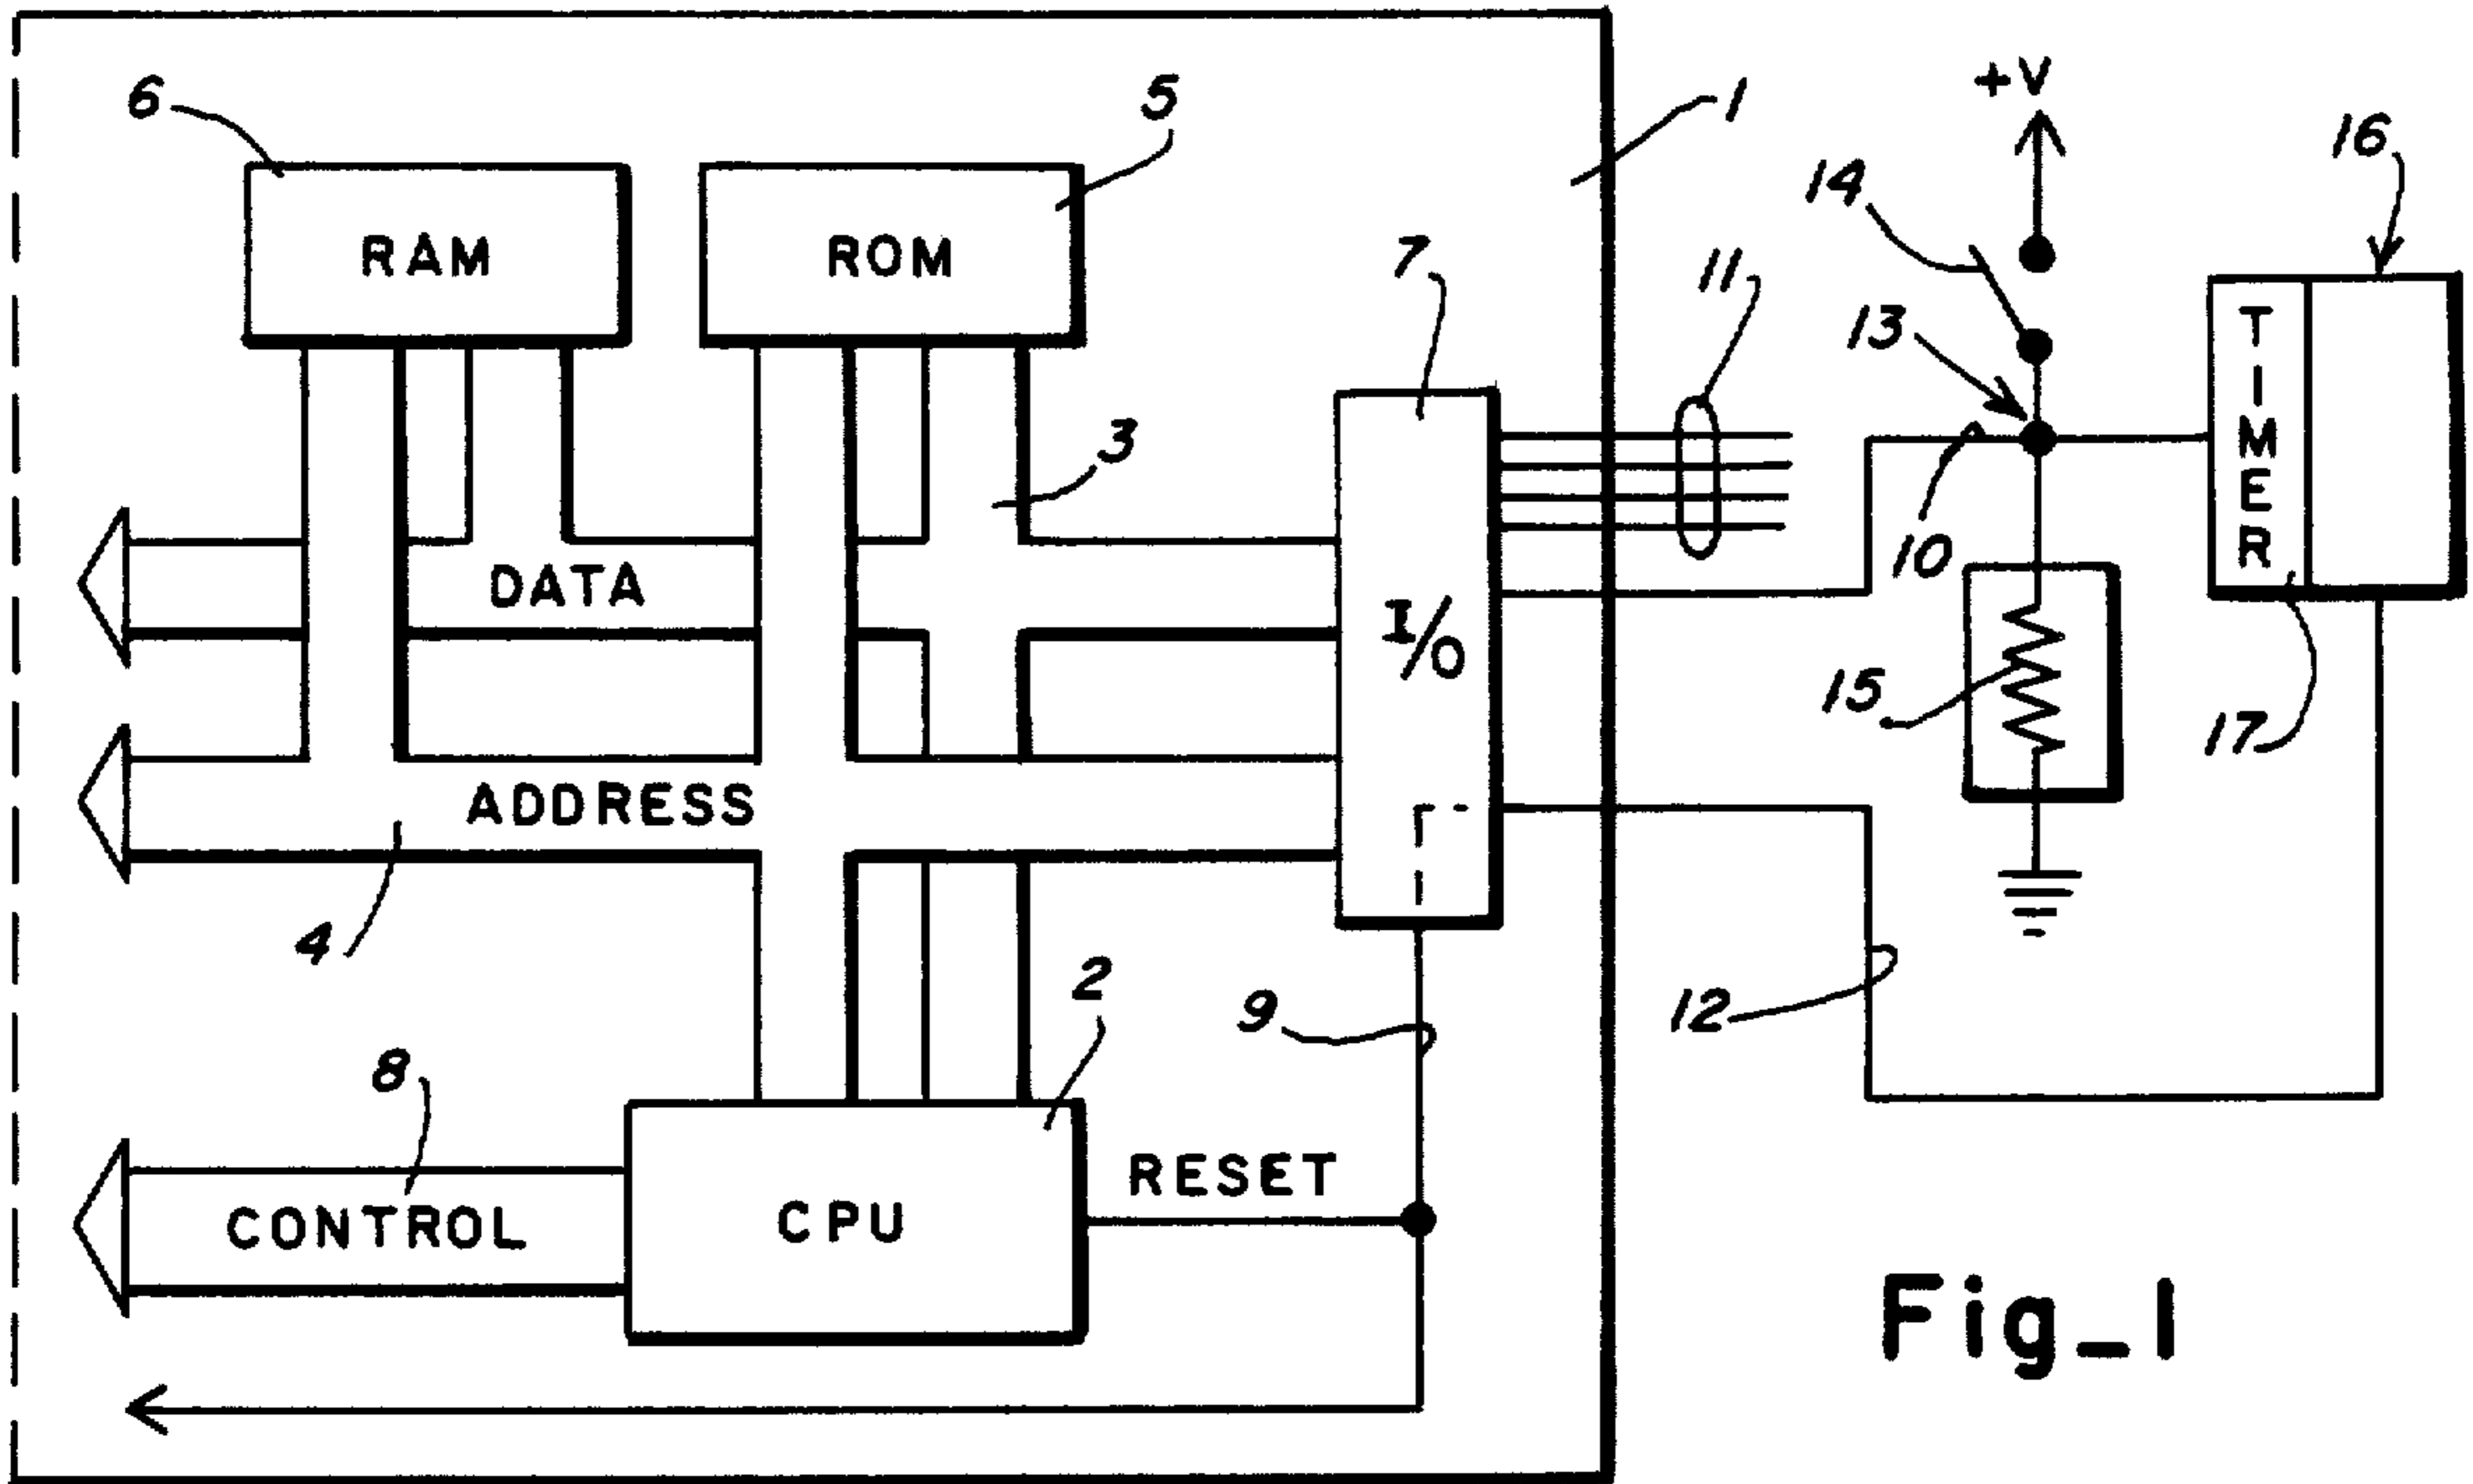 6
5
1
+V
16
14
RAM
ROM
7
11
13
TIMER
3
10
DATA
I/O
15
17
ADDRESS
4
2
9
12
8
RESET
CONTROL
CPU
Fig_1